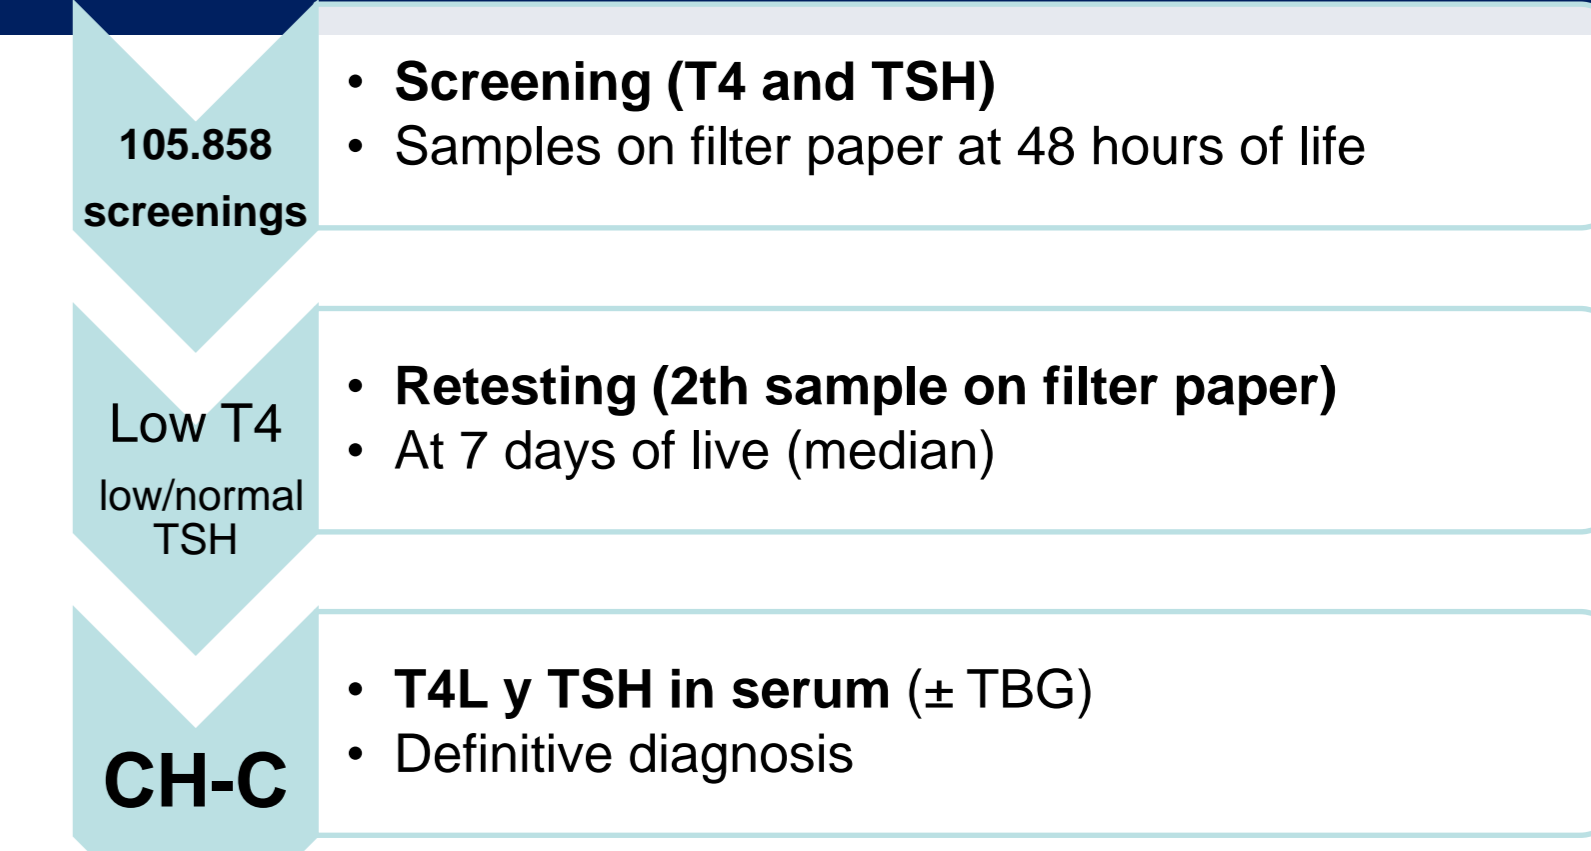 105.858
screenings
• Screening (T4 and TSH)
• Samples on filter paper at 48 hours of life
Low T4
low/normal
TSH
• Retesting (2th sample on filter paper)
• At 7 days of live (median)
CH-C
• T4L y TSH in serum (± TBG)
• Definitive diagnosis